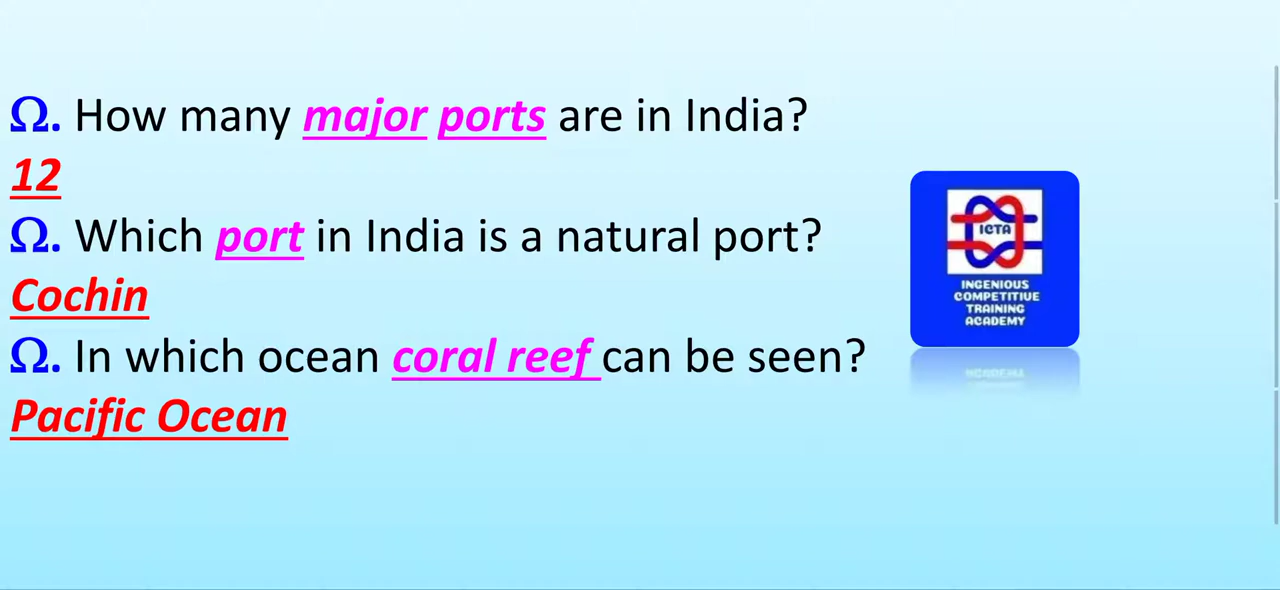 Ω. How many major ports are in India?
12
Ω. Which port in India is a natural port?
Cochin
Ω. In which ocean coral reef can be seen?
Pacific Ocean
ICTA
INGENIOUS
COMPETITIVE
TRAINING
ACADEMY